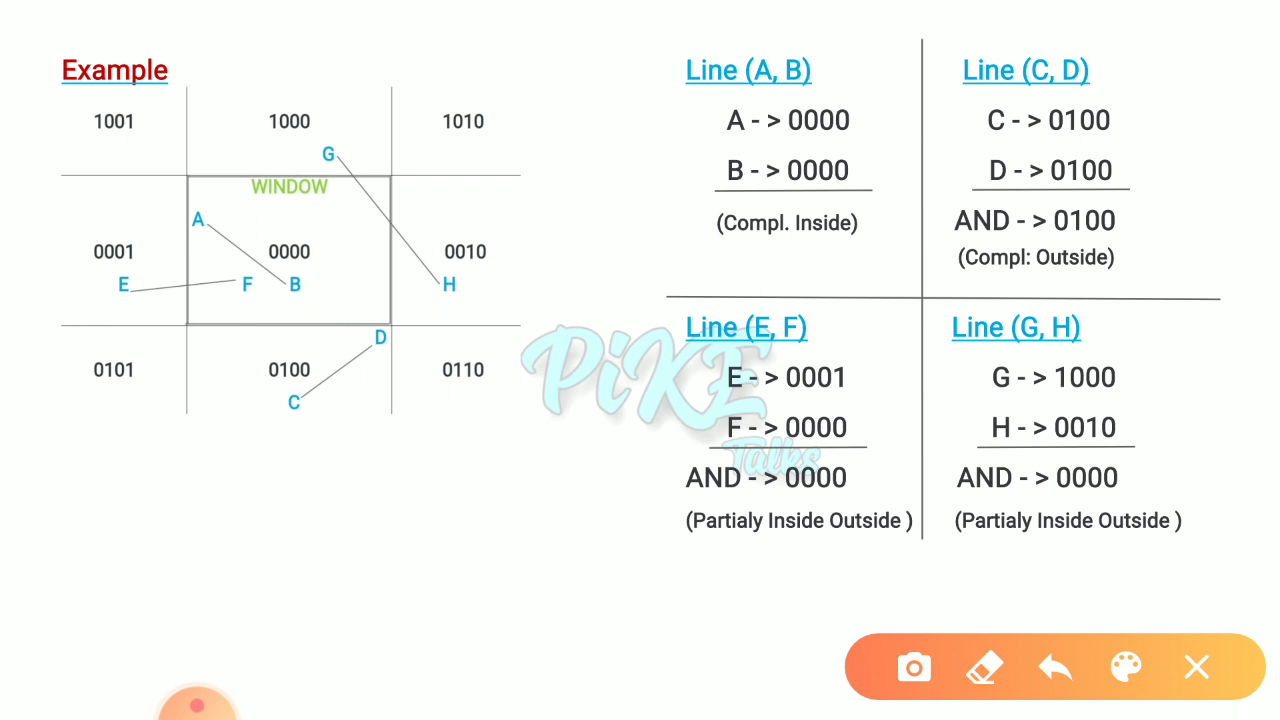 Example
1001 1000 1010
G
WINDOW
A
0001 0000 0010
E F B H
D
0101 0100 0110
C
Line (A, B)
A - > 0000
B - > 0000
(Compl. Inside)
Line (C, D)
C - > 0100
D - > 0100
AND - > 0100
(Compl: Outside)
Line (E, F)
E - > 0001
F - > 0000
AND - > 0000
(Partialy Inside Outside )
Line (G, H)
G - > 1000
H - > 0010
AND - > 0000
(Partialy Inside Outside )
PiKE
Talks